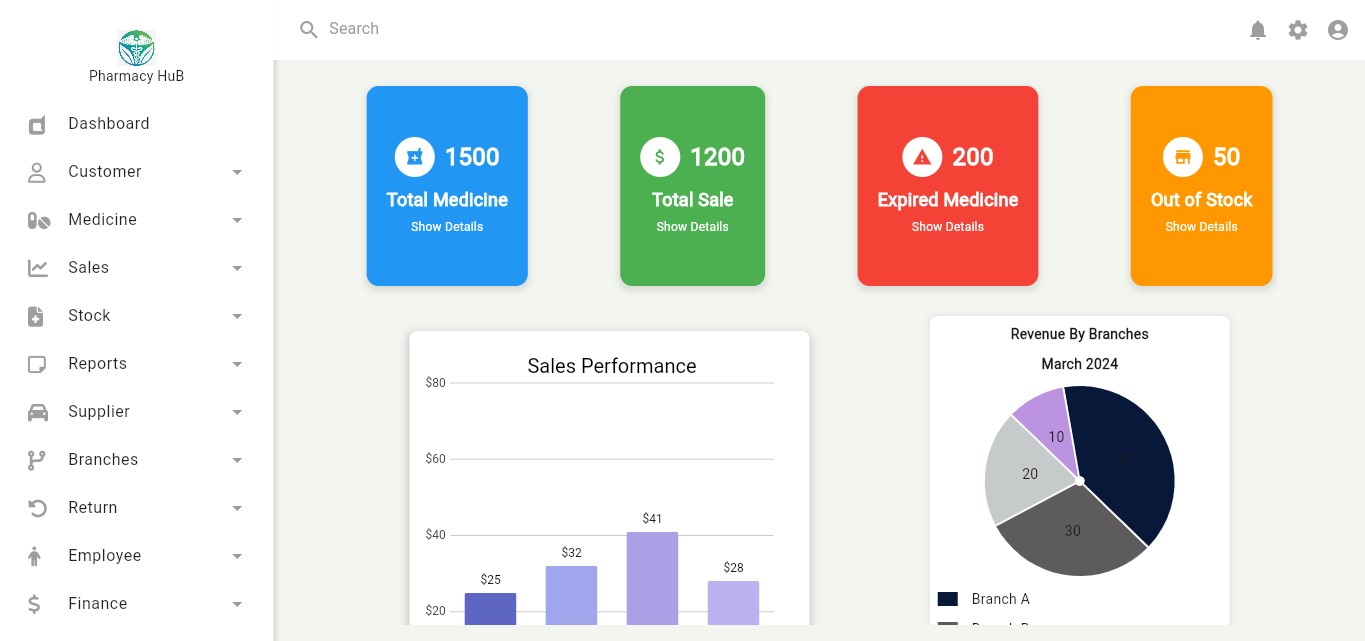 Search
Pharmacy HuB
Dashboard
Customer
Medicine
Sales
Stock
Reports
Supplier
Branches
Return
Employee
Finance
1500
Total Medicine
Show Details
1200
Total Sale
Show Details
200
Expired Medicine
Show Details
50
Out of Stock
Show Details
Sales Performance
$80
$60
$40
$20
$25
$32
$41
$28
Revenue By Branches
March 2024
10
40
20
30
Branch A